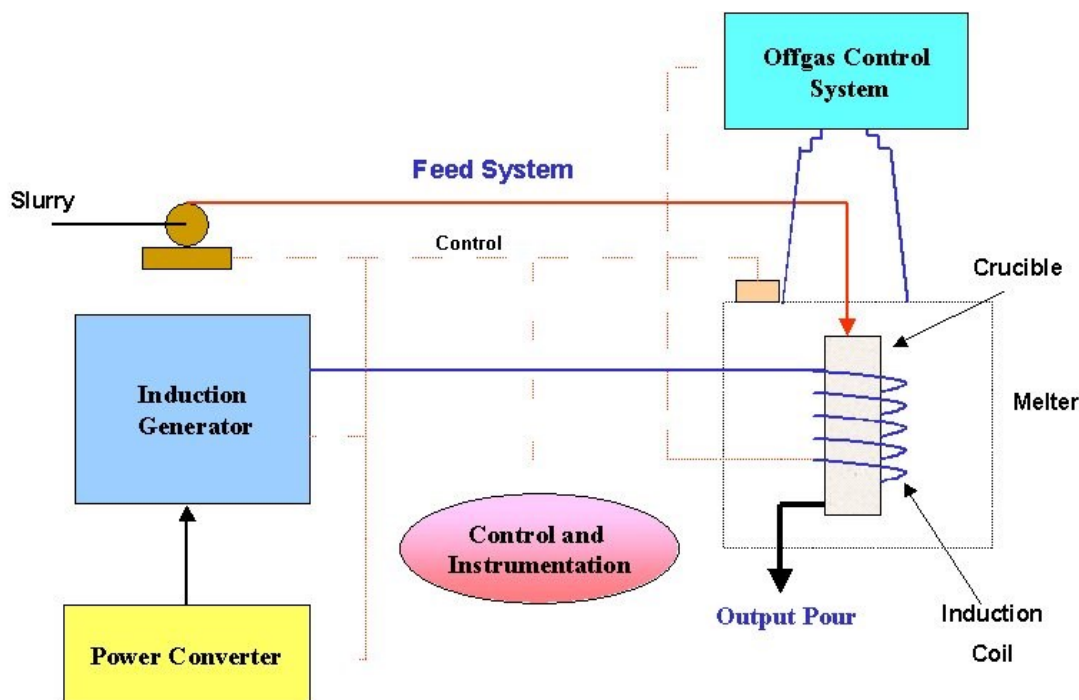 Offgas Control
System
Feed System
Slurry
Control
Crucible
Induction
Generator
Melter
Control and
Instrumentation
Output Pour
Induction
Coil
Power Converter